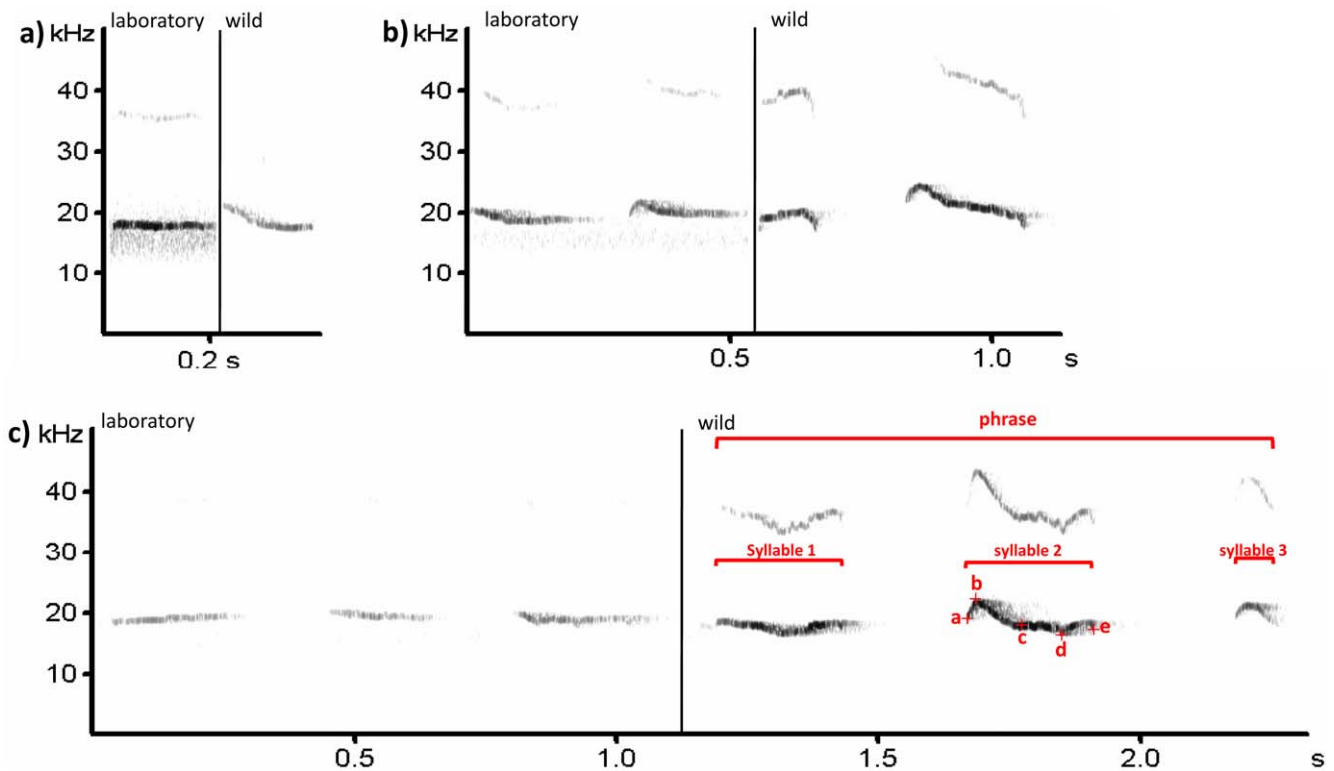 laboratory wild
a) kHz
40
30
20
10
0.2 s
laboratory wild
b) kHz
40
30
20
10
0.5 1.0 s
laboratory wild
c) kHz
phrase
40
30
Syllable 1 syllable 2 syllable 3
20
b
a c d e
10
0.5 1.0 1.5 2.0 s